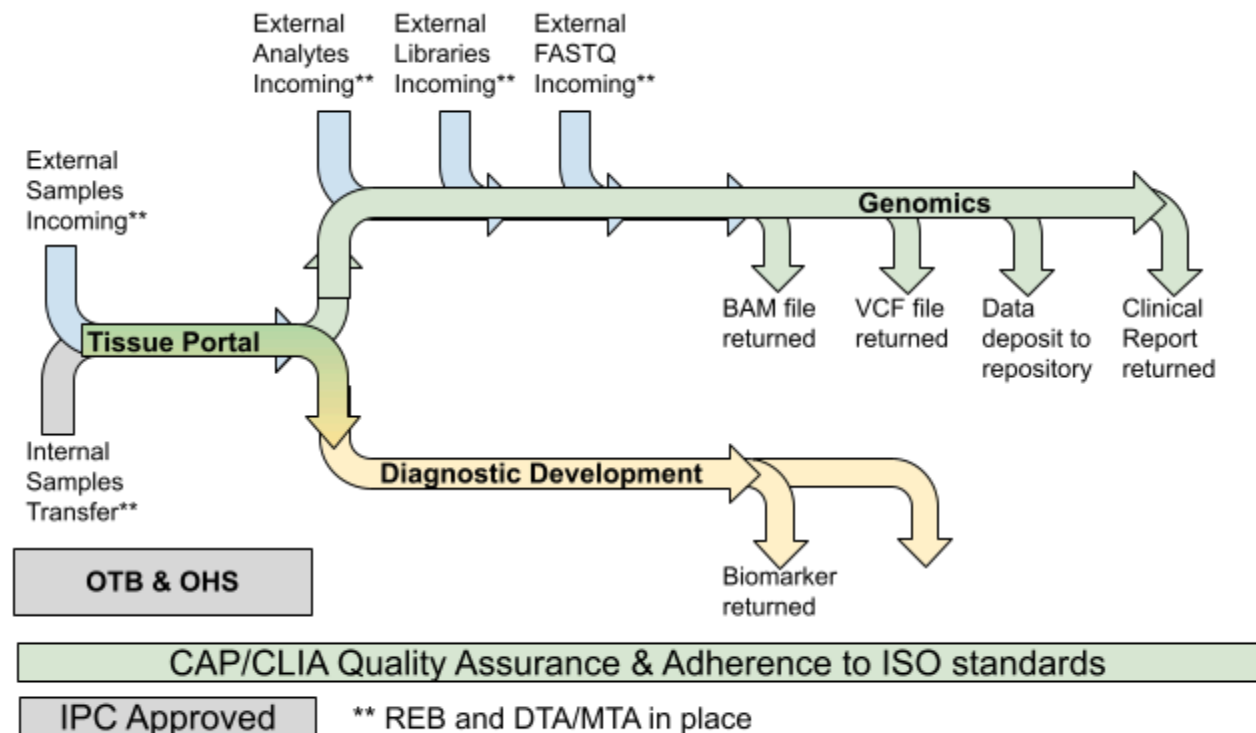 External
Analytes
Incoming**
External
Libraries
Incoming**
External
FASTQ
Incoming**
External
Samples
Incoming**
Genomics
BAM file
returned
VCF file
returned
Data
deposit to
repository
Clinical
Report
returned
Tissue Portal
Internal
Samples
Transfer**
Diagnostic Development
Biomarker
returned
OTB & OHS
CAP/CLIA Quality Assurance & Adherence to ISO standards
IPC Approved
** REB and DTA/MTA in place